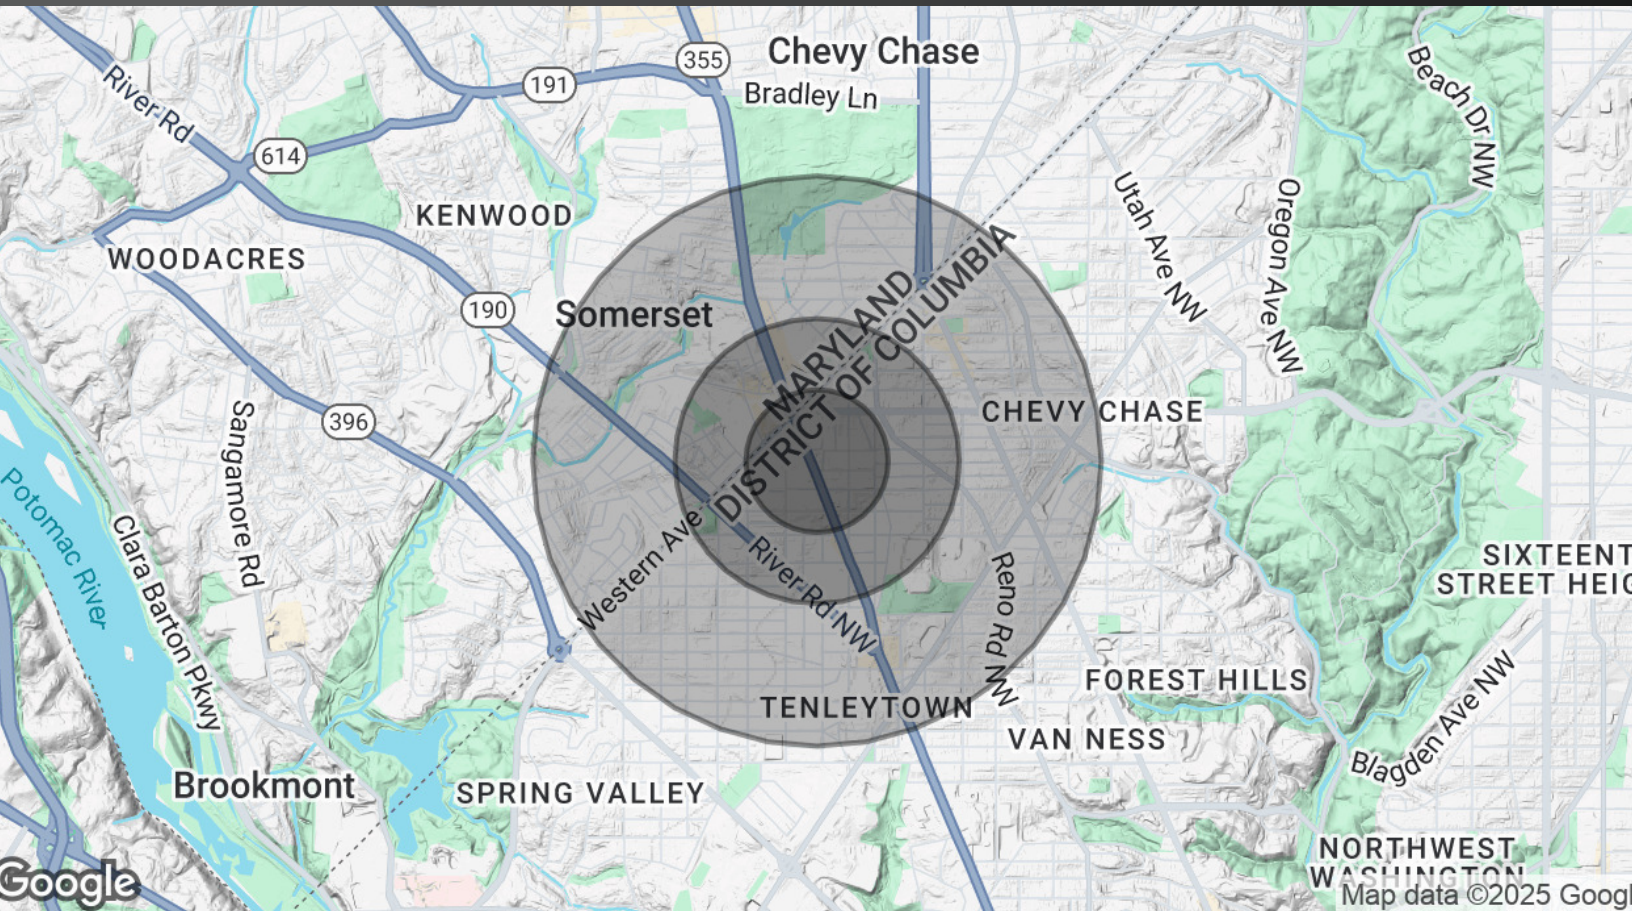 Chevy Chase
355
191
Bradley Ln
River Rd
Beach Dr NW
614
Utah Ave NW
Oregon Ave NW
KENWOOD
WOODACRES
190
Somerset
MARYLAND
DISTRICT OF COLUMBIA
CHEVY CHASE
396
Sangamore Rd
Potomac River
Clara Barton Pkwy
Western Ave
River Rd NW
Reno Rd NW
SIXTEENT
STREET HEIG
TENLEYTOWN
FOREST HILLS
VAN NESS
Blagden Ave NW
Brookmont
SPRING VALLEY
NORTHWEST
WASHINGTON
Google
Map data ©2025 Googl